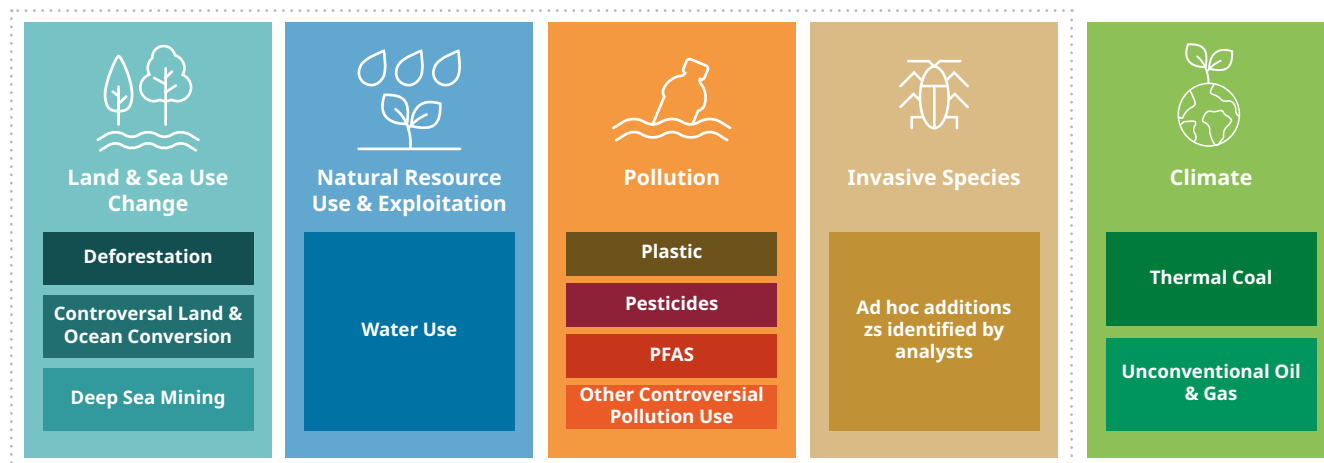 Land & Sea Use
Change
Deforestation
Controversal Land &
Ocean Conversion
Deep Sea Mining
Natural Resource
Use & Exploitation
Water Use
Pollution
Plastic
Pesticides
PFAS
Other Controversial
Pollution Use
Invasive Species
Ad hoc additions
zs identified by
analysts
Climate
Thermal Coal
Unconventional Oil
& Gas